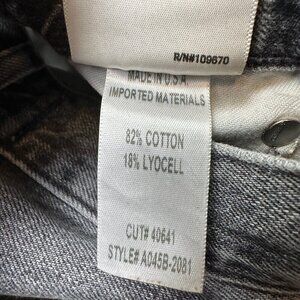 R/N#109670
MADE IN U.S.A.
IMPORTED MATERIALS
82% COTTON
18% LYOCELL
CUT# 40641
STYLE# A045B-2081